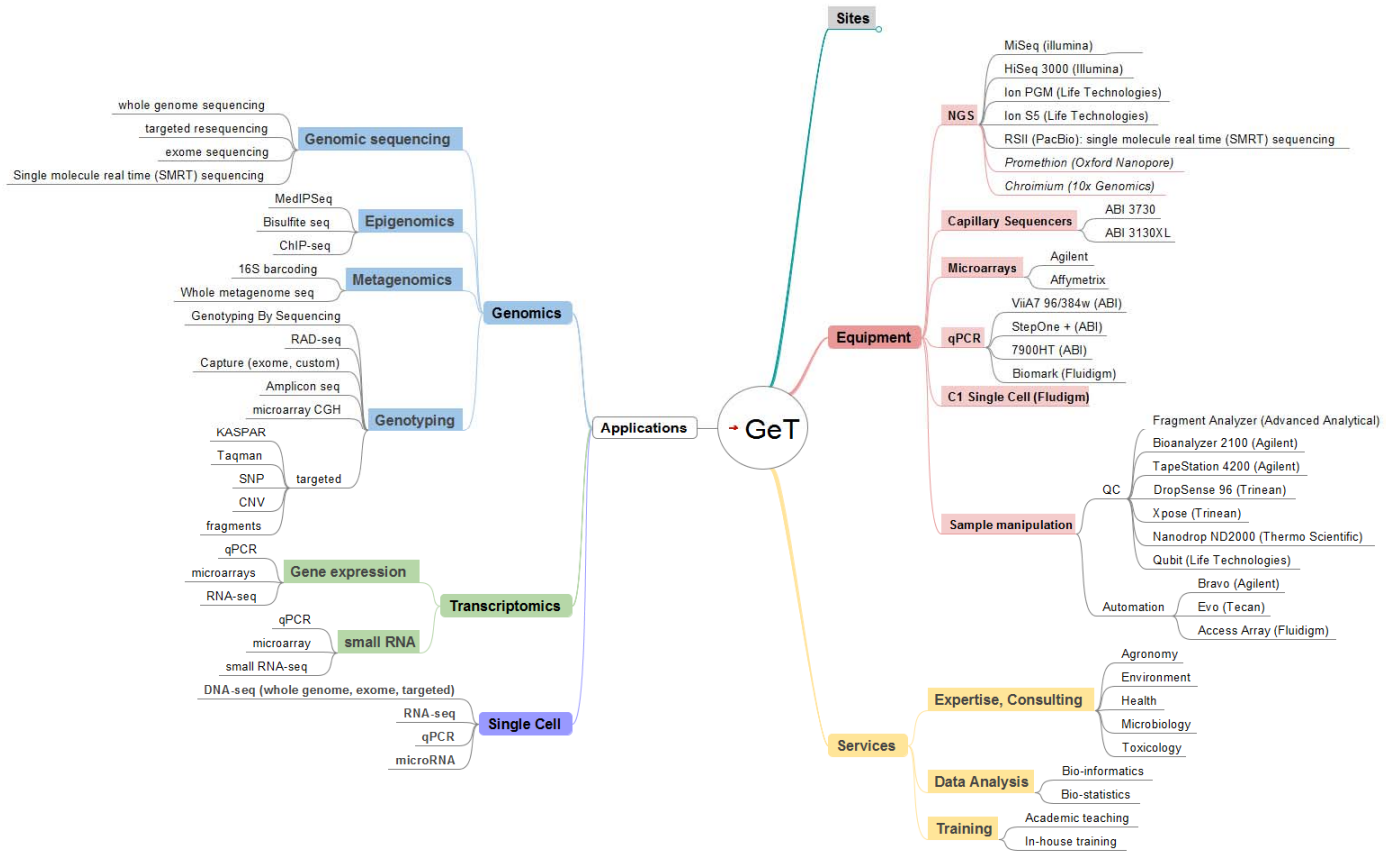 Sites
MiSeq (illumina)
HiSeq 3000 (Illumina)
Ion PGM (Life Technologies)
NGS
Ion S5 (Life Technologies)
RSII (PacBio): single molecule real time (SMRT) sequencing
Promethion (Oxford Nanopore)
Chroimium (10x Genomics)
Capillary Sequencers
ABI 3730
ABI 3130XL
Microarrays
Agilent
Affymetrix
Equipment
qPCR
ViiA7 96/384w (ABI)
StepOne + (ABI)
7900HT (ABI)
Biomark (Fluidigm)
C1 Single Cell (Fludigm)
Sample manipulation
QC
Fragment Analyzer (Advanced Analytical)
Bioanalyzer 2100 (Agilent)
TapeStation 4200 (Agilent)
DropSense 96 (Trinean)
Xpose (Trinean)
Nanodrop ND2000 (Thermo Scientific)
Qubit (Life Technologies)
Automation
Bravo (Agilent)
Evo (Tecan)
Access Array (Fluidigm)
GeT
Applications
Genomics
Genomic sequencing
whole genome sequencing
targeted resequencing
exome sequencing
Single molecule real time (SMRT) sequencing
Epigenomics
MedIPSeq
Bisulfite seq
ChIP-seq
Metagenomics
16S barcoding
Whole metagenome seq
Genotyping
Genotyping By Sequencing
RAD-seq
Capture (exome, custom)
Amplicon seq
microarray CGH
targeted
KASPAR
Taqman
SNP
CNV
fragments
Transcriptomics
Gene expression
qPCR
microarrays
RNA-seq
small RNA
qPCR
microarray
small RNA-seq
Single Cell
DNA-seq (whole genome, exome, targeted)
RNA-seq
qPCR
microRNA
Services
Expertise, Consulting
Agronomy
Environment
Health
Microbiology
Toxicology
Data Analysis
Bio-informatics
Bio-statistics
Training
Academic teaching
In-house training